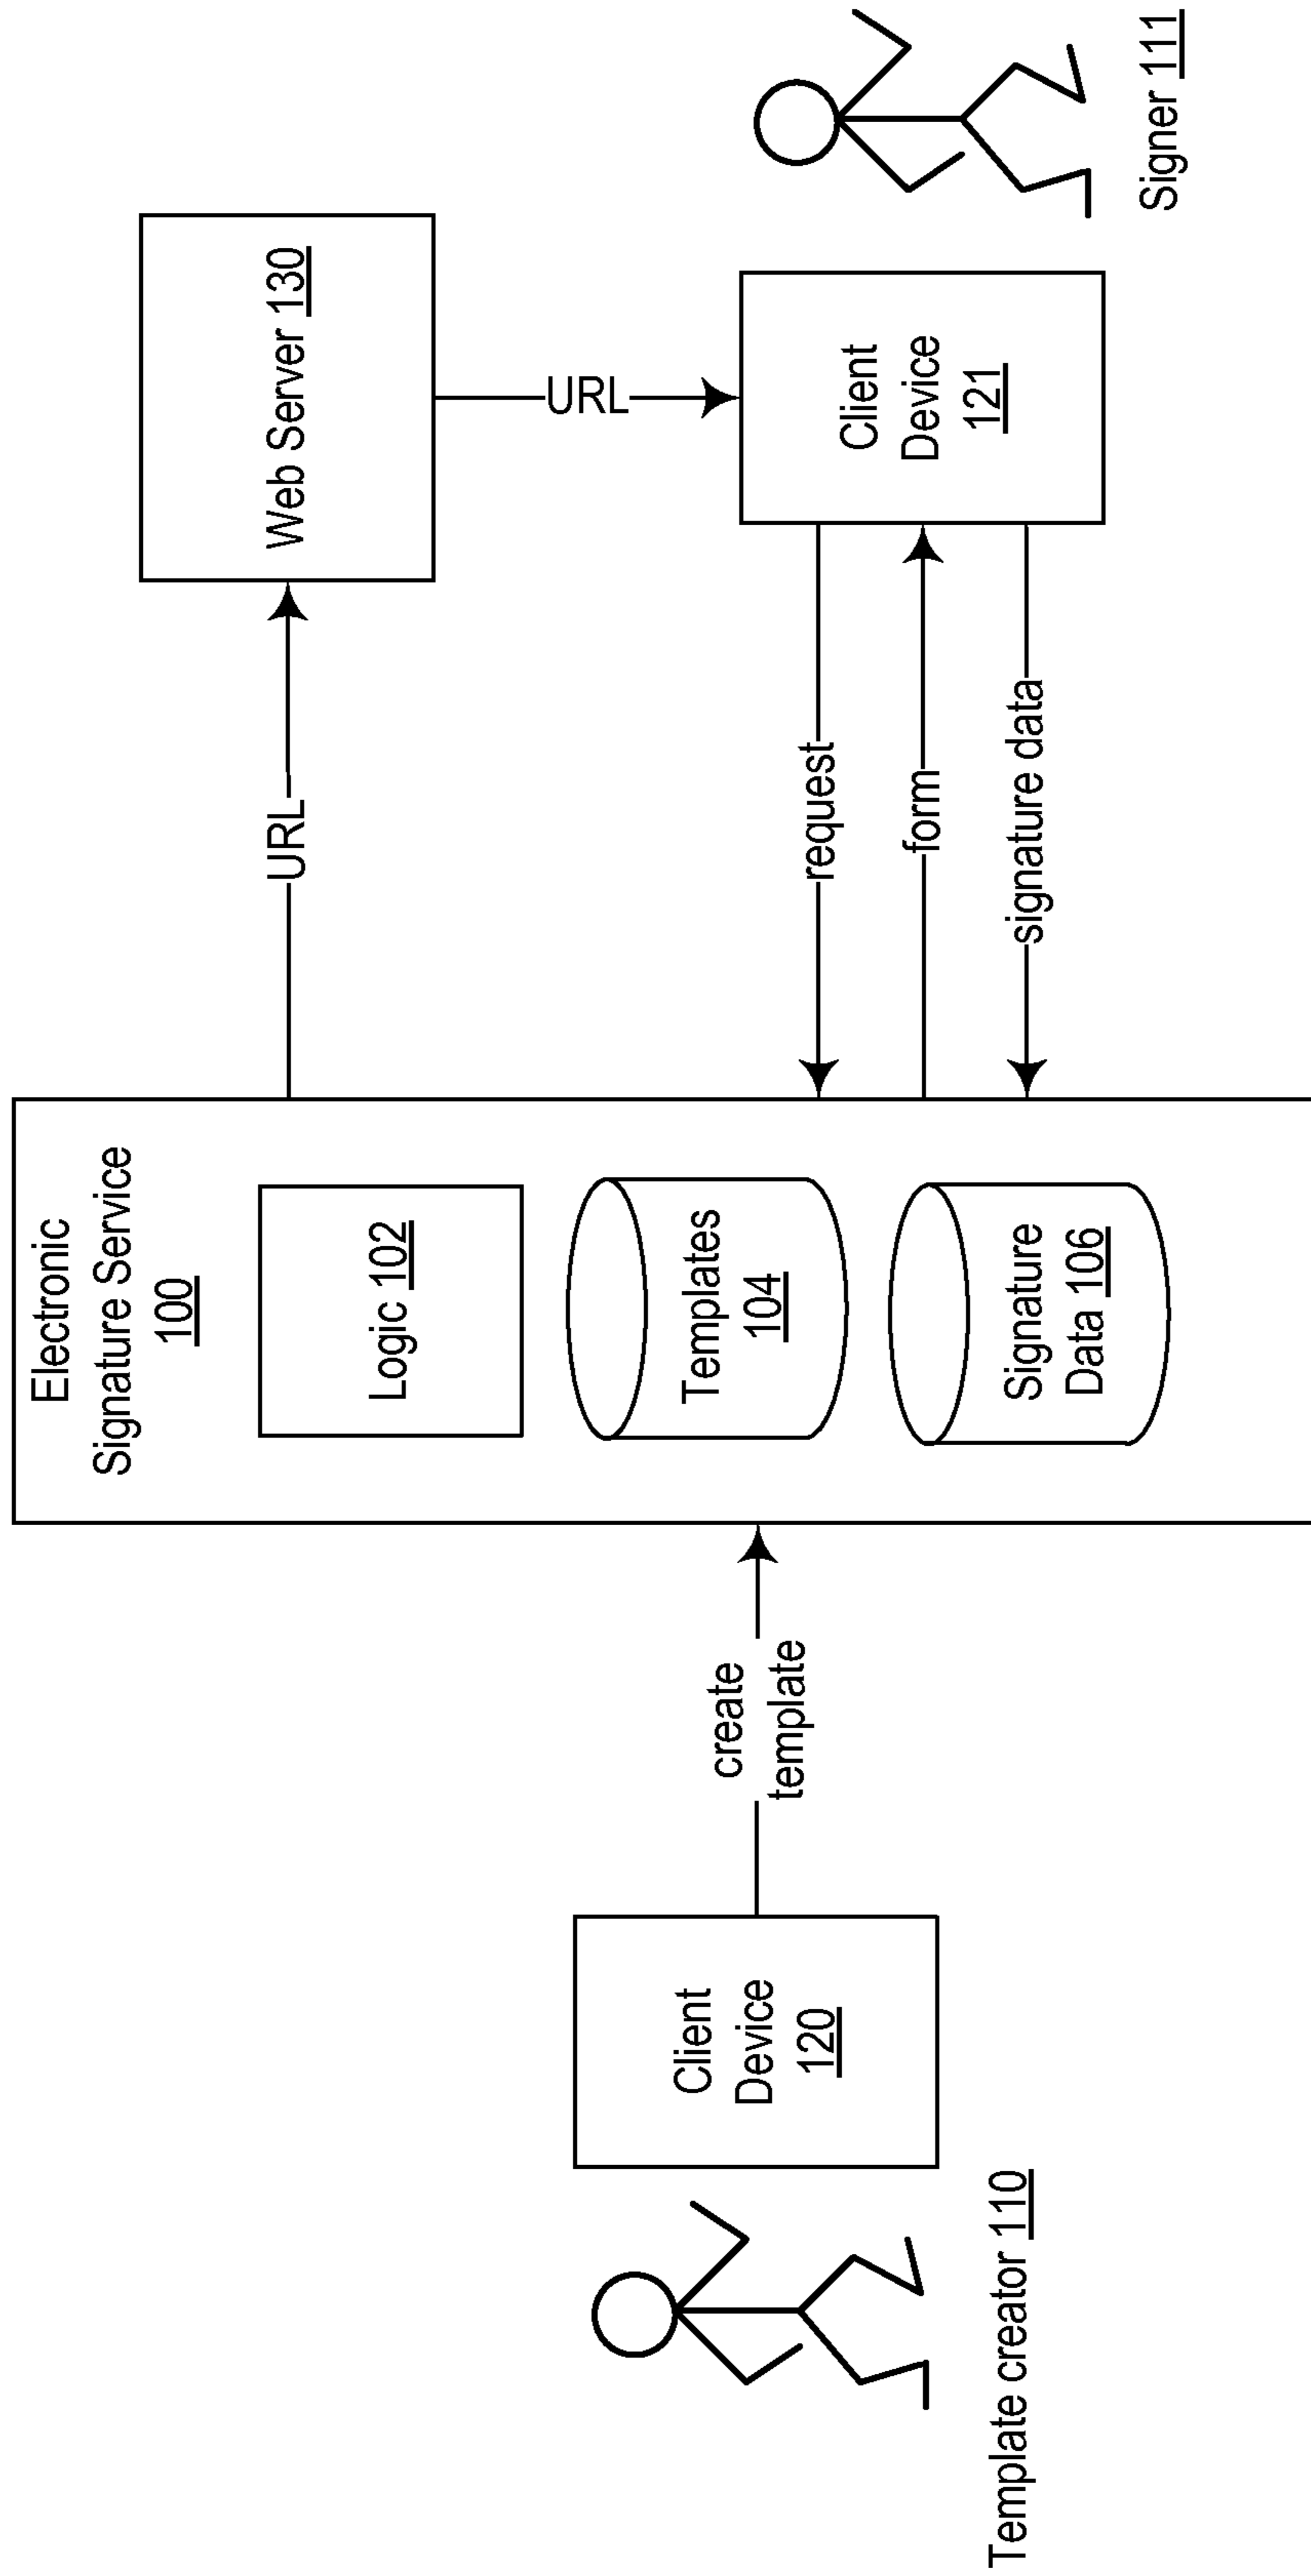 Electronic
Signature Service
100
Logic 102
Templates
104
Signature
Data 106
Template creator 110
Client
Device
120
create
template
URL
Web Server 130
URL
Client
Device
121
request
form
signature data
Signer 111